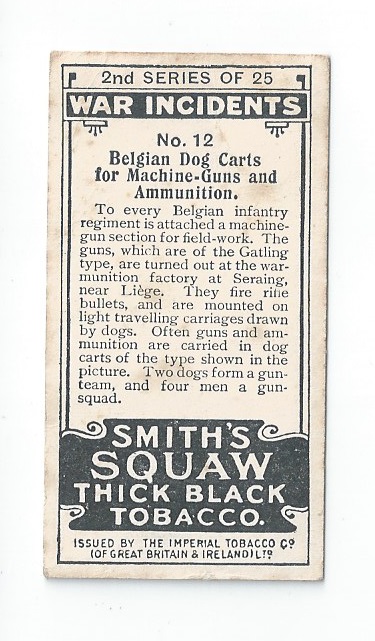 2nd SERIES OF 25
WAR INCIDENTS
No. 12
Belgian Dog Carts
for Machine-Guns and
Ammunition.
To every Belgian infantry
regiment is attached a machine-
gun section for field-work. The
guns, which are of the Gatling
type, are turned out at the war-
munition factory at Seraing,
near Liège. They fire rifle
bullets, and are mounted on
light travelling carriages drawn
by dogs. Often guns and am-
munition are carried in dog
carts of the type shown in the
picture. Two dogs form a gun-
team, and four men a gun-
squad.
SMITH'S
SQUAW
THICK BLACK
TOBACCO.
ISSUED BY THE IMPERIAL TOBACCO Co
(OF GREAT BRITAIN & IRELAND) LTD